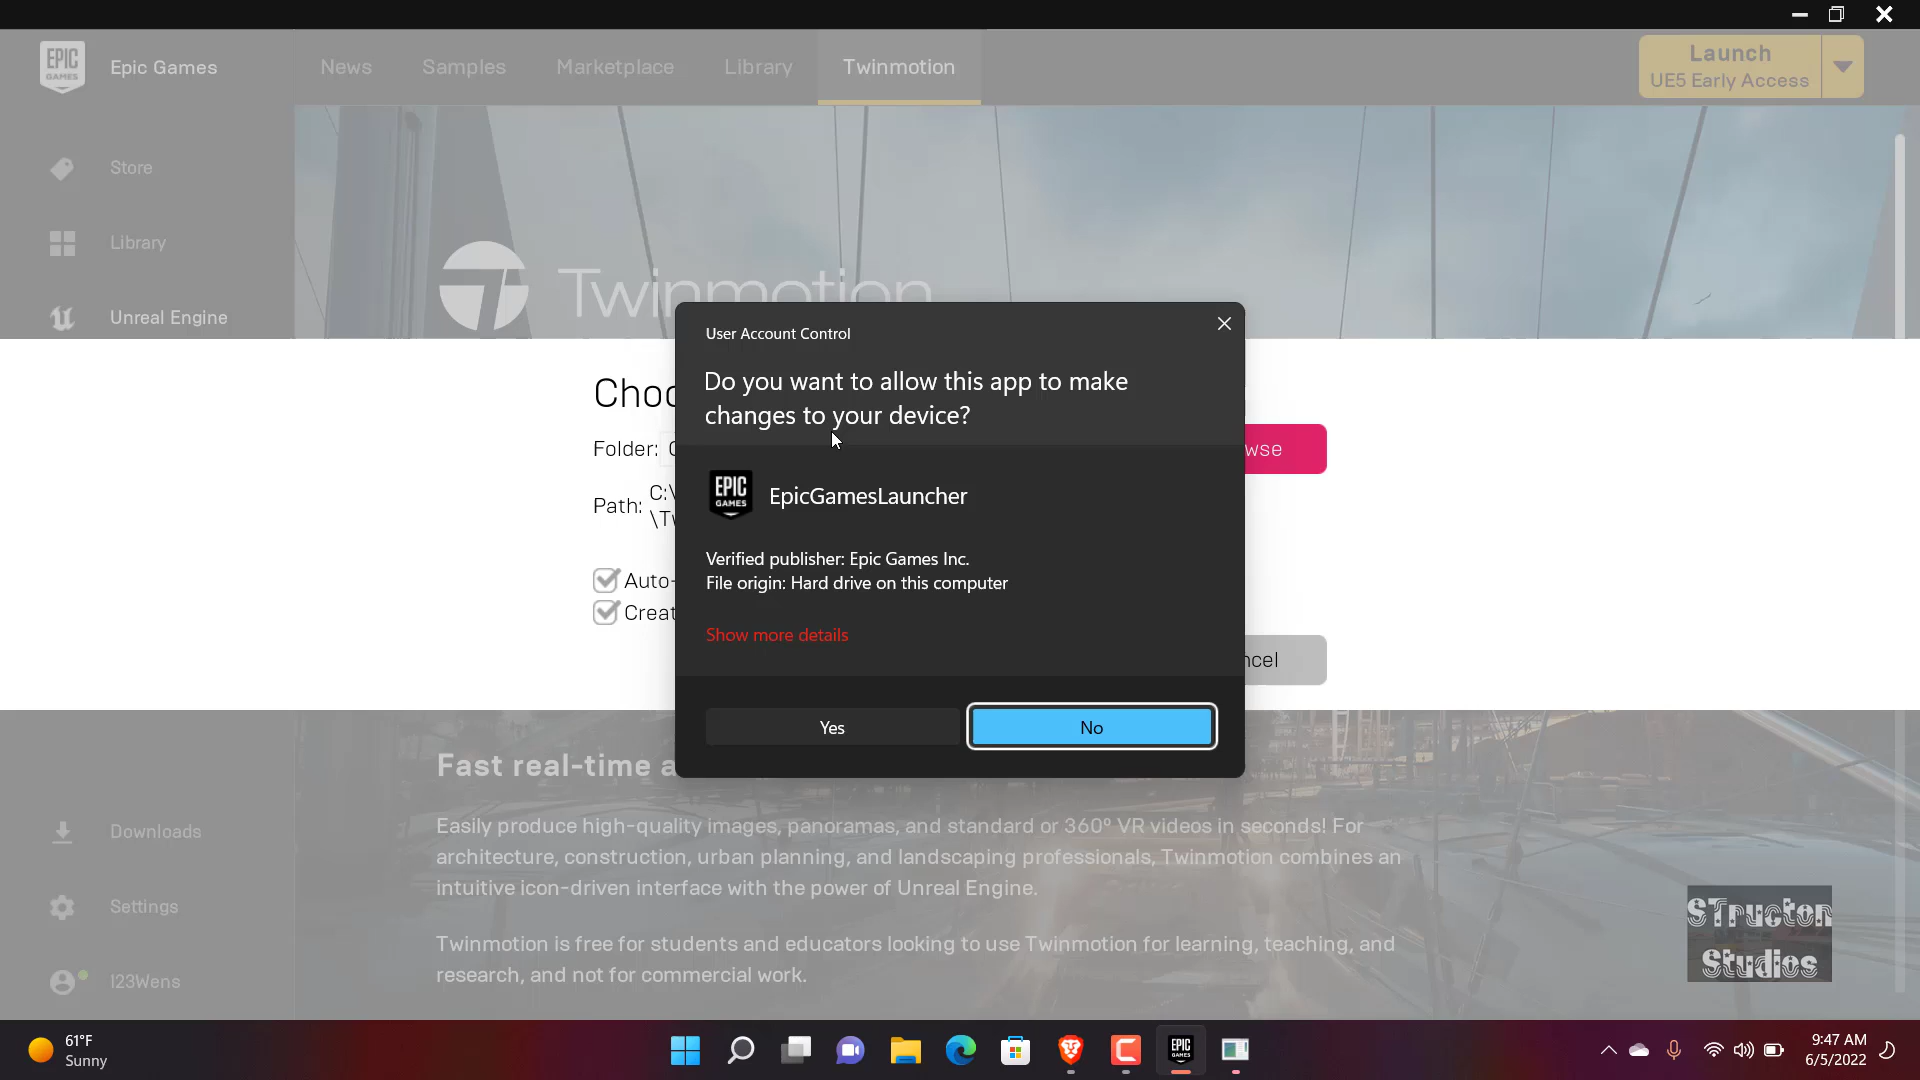 EPIC
GAMES
Epic Games
News
Samples
Marketplace
Library
Twinmotion
Launch
UE5 Early Access
Store
Library
Unreal Engine
Twinmotion
User Account Control
Do you want to allow this app to make
changes to your device?
EPIC
GAMES
EpicGamesLauncher
Verified publisher: Epic Games Inc.
File origin: Hard drive on this computer
Show more details
Yes
No
Folder:
Path:
C:\
Fast real-time
Easily produce high-quality images, panoramas, and standard or 360º VR videos in seconds! For
architecture, construction, urban planning, and landscaping professionals, Twinmotion combines an
intuitive icon-driven interface with the power of Unreal Engine.
Twinmotion is free for students and educators looking to use Twinmotion for learning, teaching, and
research, and not for commercial work.
Downloads
Settings
123Wens
STructon
Studios
61°F
Sunny
EPIC
GAMES
9:47 AM
6/5/2022